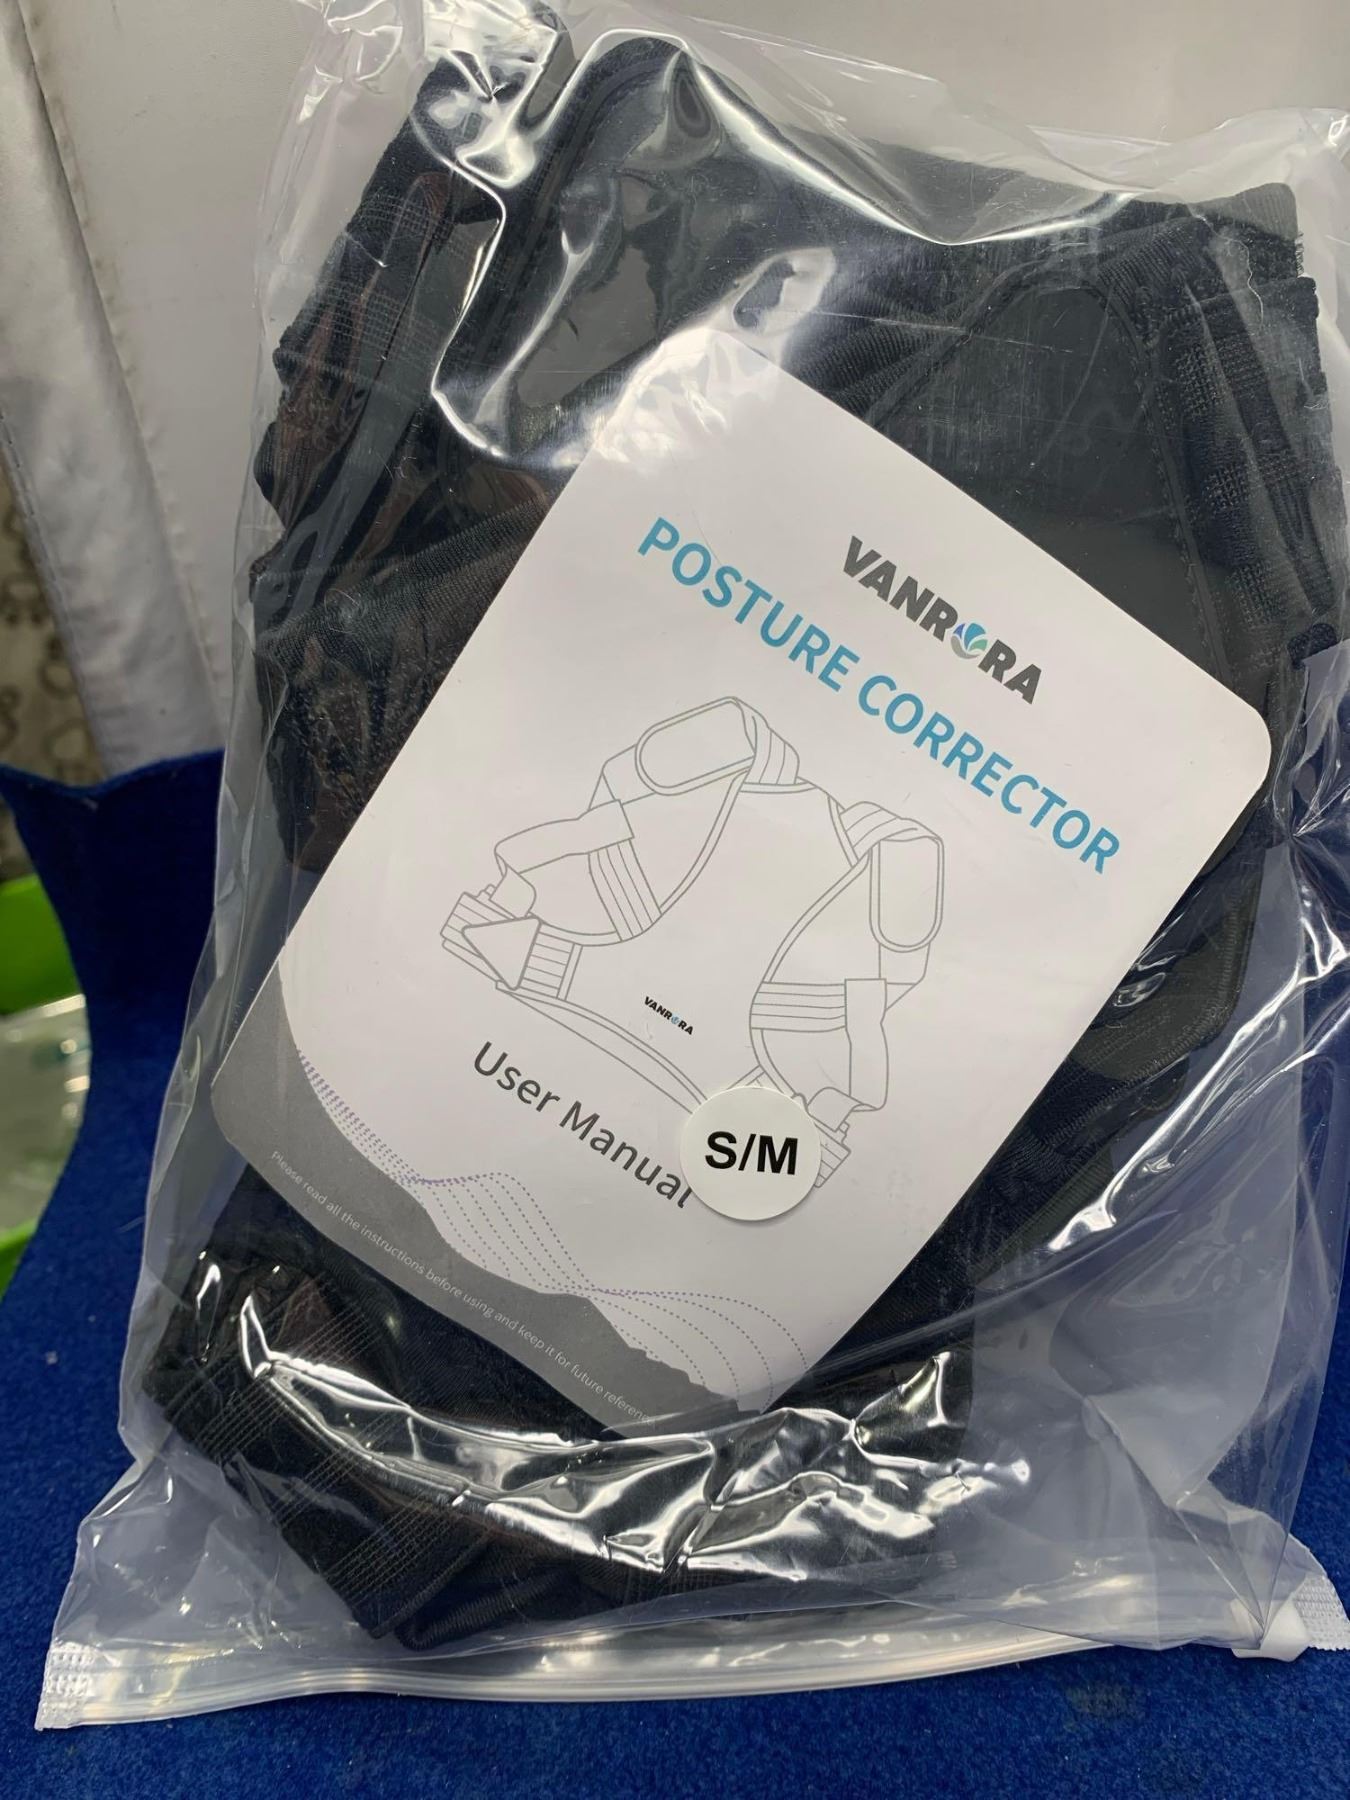 VANRORA
POSTURE CORRECTOR
VANRORA
User Manual
S/M
Please read all the instructions before using and keep it for future reference